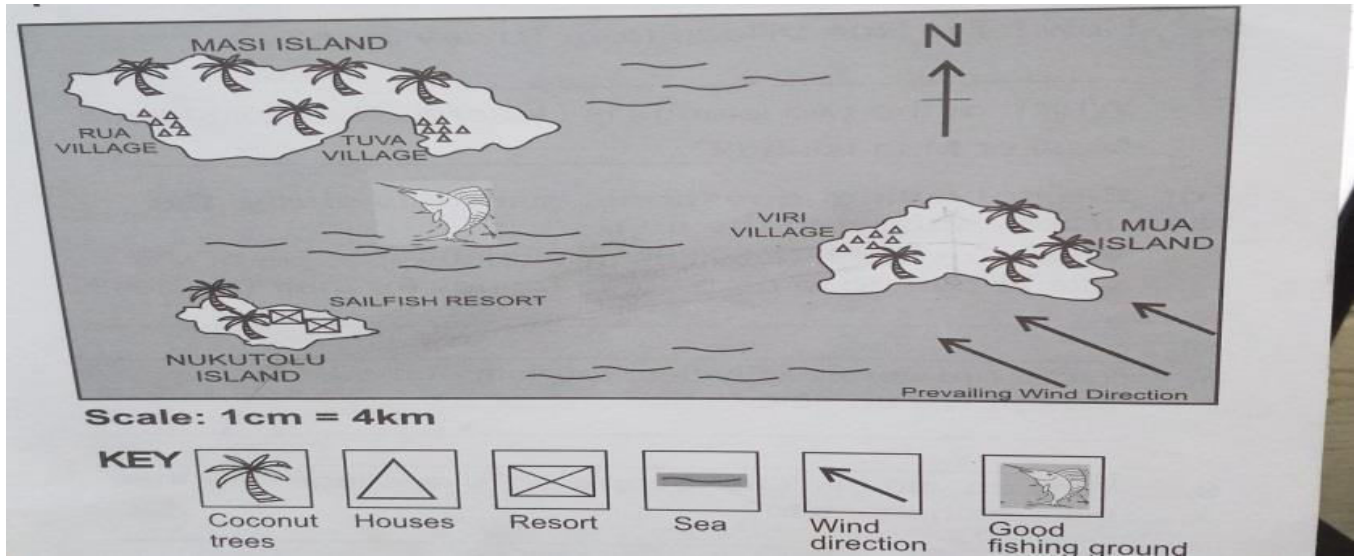 MASI ISLAND
N
RUA
VILLAGE
TUVA
VILLAGE
VIRI
VILLAGE
MUA
ISLAND
SAILFISH RESORT
NUKUTOLU
ISLAND
Prevailing Wind Direction
Scale: 1cm = 4km
KEY
Coconut
trees
Houses
Resort
Sea
Wind
direction
Good
fishing ground